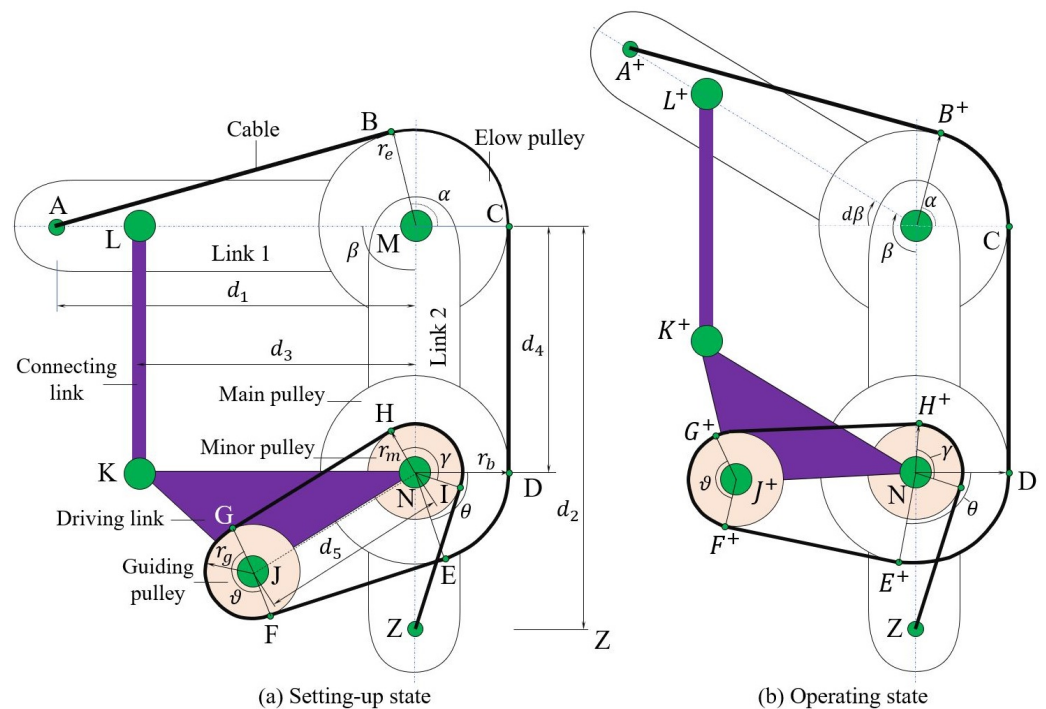 B
Cable
Elow pulley
r_e
α
A
C
L
M
β
Link 1
d_1
Link 2
d_4
d_3
Connecting
link
Main pulley
H
Minor pulley
r_m
γ
r_b
K
N
I
D
θ
Driving link
G
d_2
d_5
r_g
J
E
Guiding
pulley
ϑ
F
Z
Z
(a) Setting-up state
A⁺
L⁺
B⁺
α
dβ
C
β
K⁺
H⁺
G⁺
γ
ϑ
J⁺
N
D
θ
F⁺
E⁺
Z
(b) Operating state